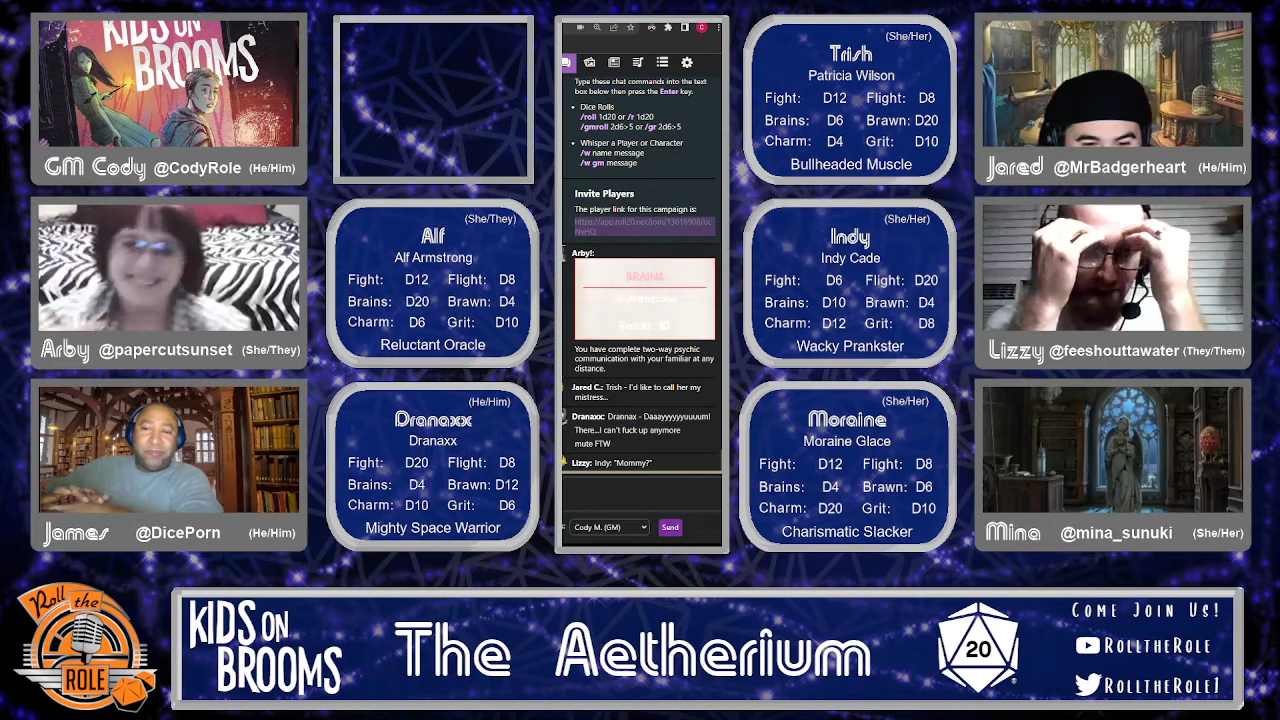 KIDS ON
BROOMS
GM Cody @CodyRole (He/Him)
Arby @papercutsunset (She/They)
James @DicePorn (He/Him)
(She/They)
Alf
Alf Armstrong
Fight: D12 Flight: D8
Brains: D20 Brawn: D4
Charm: D6 Grit: D10
Reluctant Oracle
(He/Him)
Dranaxx
Dranaxx
Fight: D20 Flight: D8
Brains: D4 Brawn: D12
Charm: D10 Grit: D6
Mighty Space Warrior
Type these chat commands into the text
box below then press the Enter key.
• Dice Rolls
/roll 1d20 or /r 1d20
/gmroll 2d6>5 or /gr 2d6>5
• Whisper a Player or Character
/w name message
/w gm message
Invite Players
The player link for this campaign is:
Arby!:
BRAINS
Alf Armstrong
Result: 10
You have complete two-way psychic
communication with your familiar at any
distance.
Jared C.: Trish - I'd like to call her my
mistress...
Dranaxx: Drannax - Daaayyyyyyuuuum!
There...I can't fuck up anymore
mute FTW
Lizzy: Indy: "Mommy?"
Cody M. (GM)
Send
(She/Her)
Trish
Patricia Wilson
Fight: D12 Flight: D8
Brains: D6 Brawn: D20
Charm: D4 Grit: D10
Bullheaded Muscle
(She/Her)
Indy
Indy Cade
Fight: D6 Flight: D20
Brains: D10 Brawn: D4
Charm: D12 Grit: D8
Wacky Prankster
(She/Her)
Moraine
Moraine Glace
Fight: D12 Flight: D8
Brains: D4 Brawn: D6
Charm: D20 Grit: D10
Charismatic Slacker
Jared @MrBadgerheart (He/Him)
Lizzy @feeshouttawater (They/Them)
Mina @mina_sunuki (She/Her)
Roll the
ROLE
KIDS ON
BROOMS
The Aetherium
20
Come Join Us!
RolltheRole
RolltheRole1